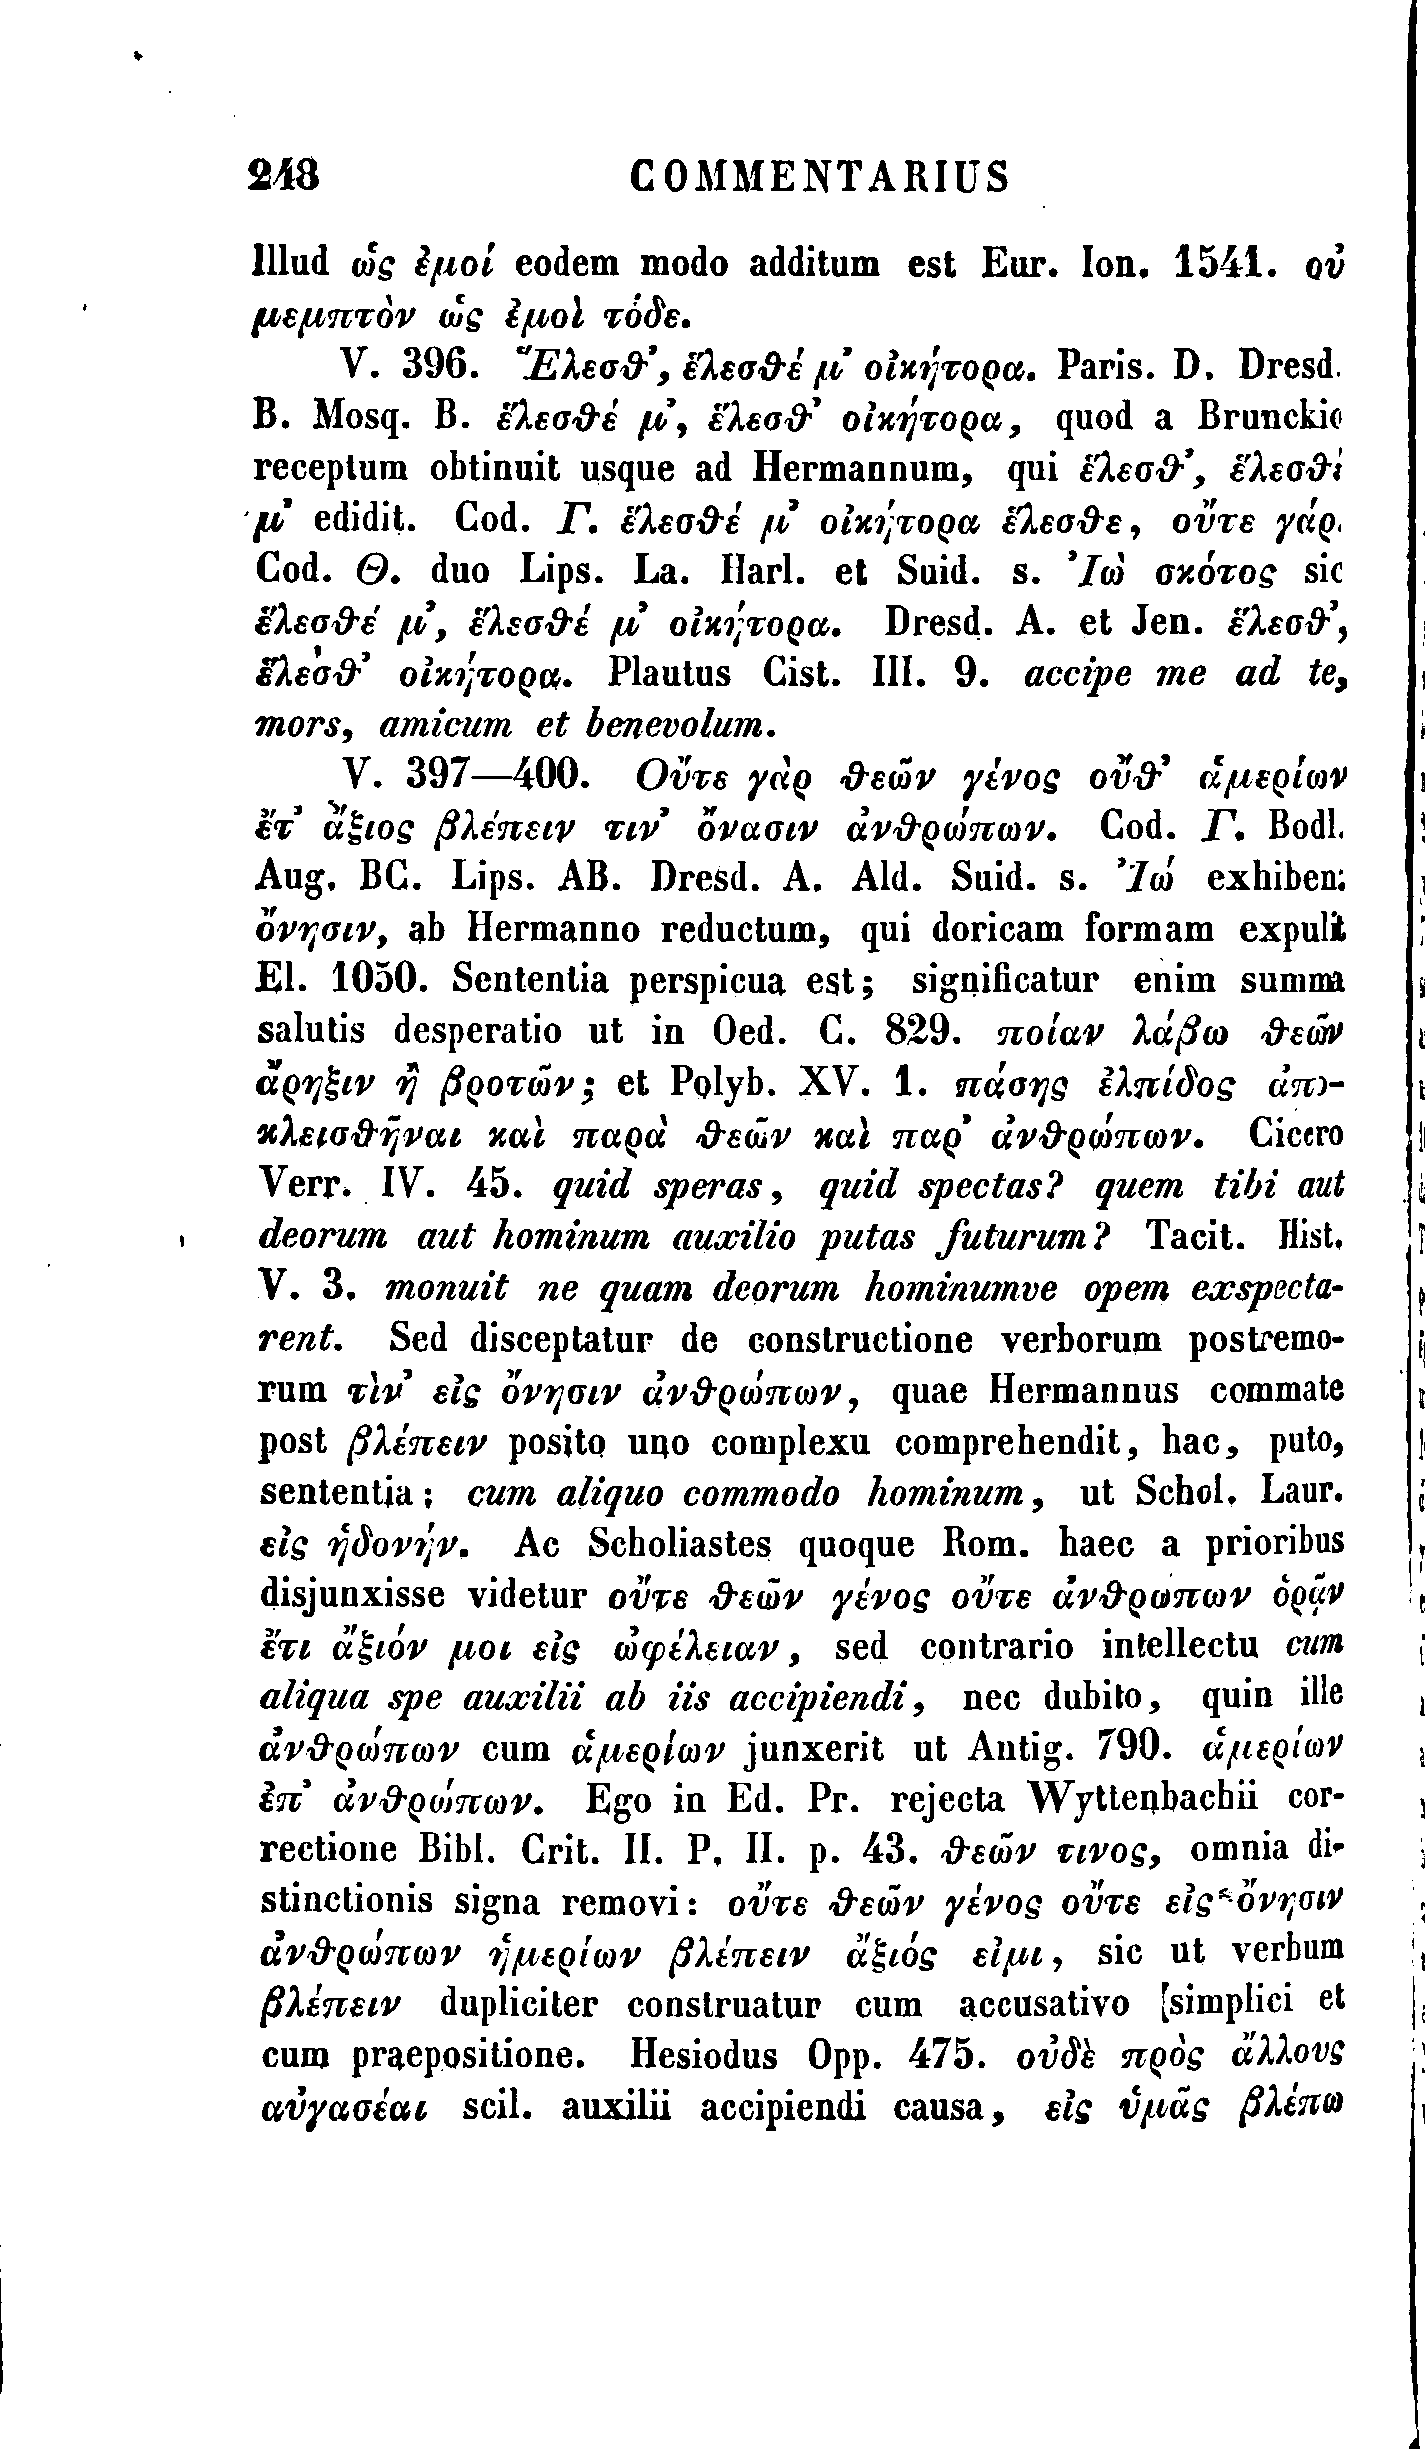 248 COMMENTARIUS
Illud ὡς ἐμοί eodem modo additum est Eur. Ion. 1541. οὐ
μεμπτὸν ὡς ἐμοὶ τόδε.
V. 396. Ἕλεσθ’, ἕλεσθέ μ’ οἰκήτορα. Paris. D. Dresd.
B. Mosq. B. ἕλεσθέ μ’, ἕλεσθ’ οἰκήτορα, quod a Brunckio
receptum obtinuit usque ad Hermannum, qui ἕλεσθ’, ἕλεσθέ
μ’ edidit. Cod. Γ. ἕλεσθέ μ’ οἰκήτορα ἕλεσθε, οὔτε γάρ.
Cod. Θ. duo Lips. La. Harl. et Suid. s. Ἰὼ σκότος sic
ἕλεσθέ μ’, ἕλεσθέ μ’ οἰκήτορα. Dresd. A. et Jen. ἕλεσθ’,
ἕλεσθ’ οἰκήτορα. Plautus Cist. III. 9. accipe me ad te,
mors, amicum et benevolum.
V. 397—400. Οὔτε γὰρ θεῶν γένος οὔθ’ ἁμερίων
ἔτ’ ἄξιος βλέπειν τιν’ ὄνασιν ἀνθρώπων. Cod. Γ. Bodl.
Aug. BC. Lips. AB. Dresd. A. Ald. Suid. s. Ἰώ exhibent
ὄνησιν, ab Hermanno reductum, qui doricam formam expulit
El. 1050. Sententia perspicua est; significatur enim summa
salutis desperatio ut in Oed. C. 829. ποίαν λάβω θεῶν
ἄρηξιν ἢ βροτῶν; et Polyb. XV. 1. πάσης ἐλπίδος ἀπο-
κλεισθῆναι καὶ παρὰ θεῶν καὶ παρ’ ἀνθρώπων. Cicero
Verr. IV. 45. quid speras, quid spectas? quem tibi aut
deorum aut hominum auxilio putas futurum? Tacit. Hist.
V. 3. monuit ne quam deorum hominumve opem exspecta-
rent. Sed disceptatur de constructione verborum postremo-
rum τὶν’ εἰς ὄνησιν ἀνθρώπων, quae Hermannus commate
post βλέπειν posito uno complexu comprehendit, hac, puto,
sententia; cum aliquo commodo hominum, ut Schol. Laur.
εἰς ἡδονήν. Ac Scholiastes quoque Rom. haec a prioribus
disjunxisse videtur οὔτε θεῶν γένος οὔτε ἀνθρώπων ὁρᾷν
ἔτι ἄξιόν μοι εἰς ὠφέλειαν, sed contrario intellectu cum
aliqua spe auxilii ab iis accipiendi, nec dubito, quin ille
ἀνθρώπων cum ἁμερίων junxerit ut Antig. 790. ἁμερίων
ἐπ’ ἀνθρώπων. Ego in Ed. Pr. rejecta Wyttenbachii cor-
rectione Bibl. Crit. II. P. II. p. 43. θεῶν τινος, omnia di-
stinctionis signa removi: οὔτε θεῶν γένος οὔτε εἰς ὄνησιν
ἀνθρώπων ἡμερίων βλέπειν ἄξιός εἰμι, sic ut verbum
βλέπειν dupliciter construatur cum accusativo [simplici et
cum praepositione. Hesiodus Opp. 475. οὐδὲ πρὸς ἄλλους
αὐγασέαι scil. auxilii accipiendi causa, εἰς ὑμᾶς βλέπω